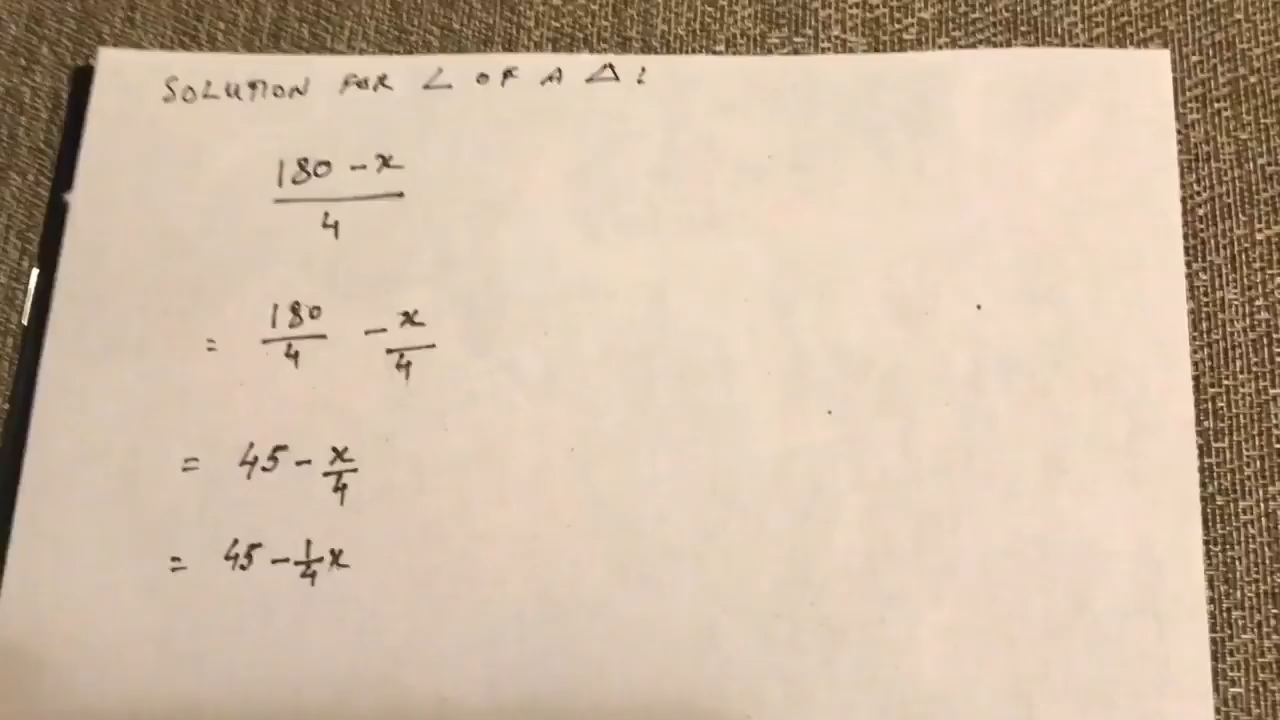 SOLUTION FOR ∠ OF A △:
(180 - x)/4
= 180/4 - x/4
= 45 - x/4
= 45 - 1/4 x